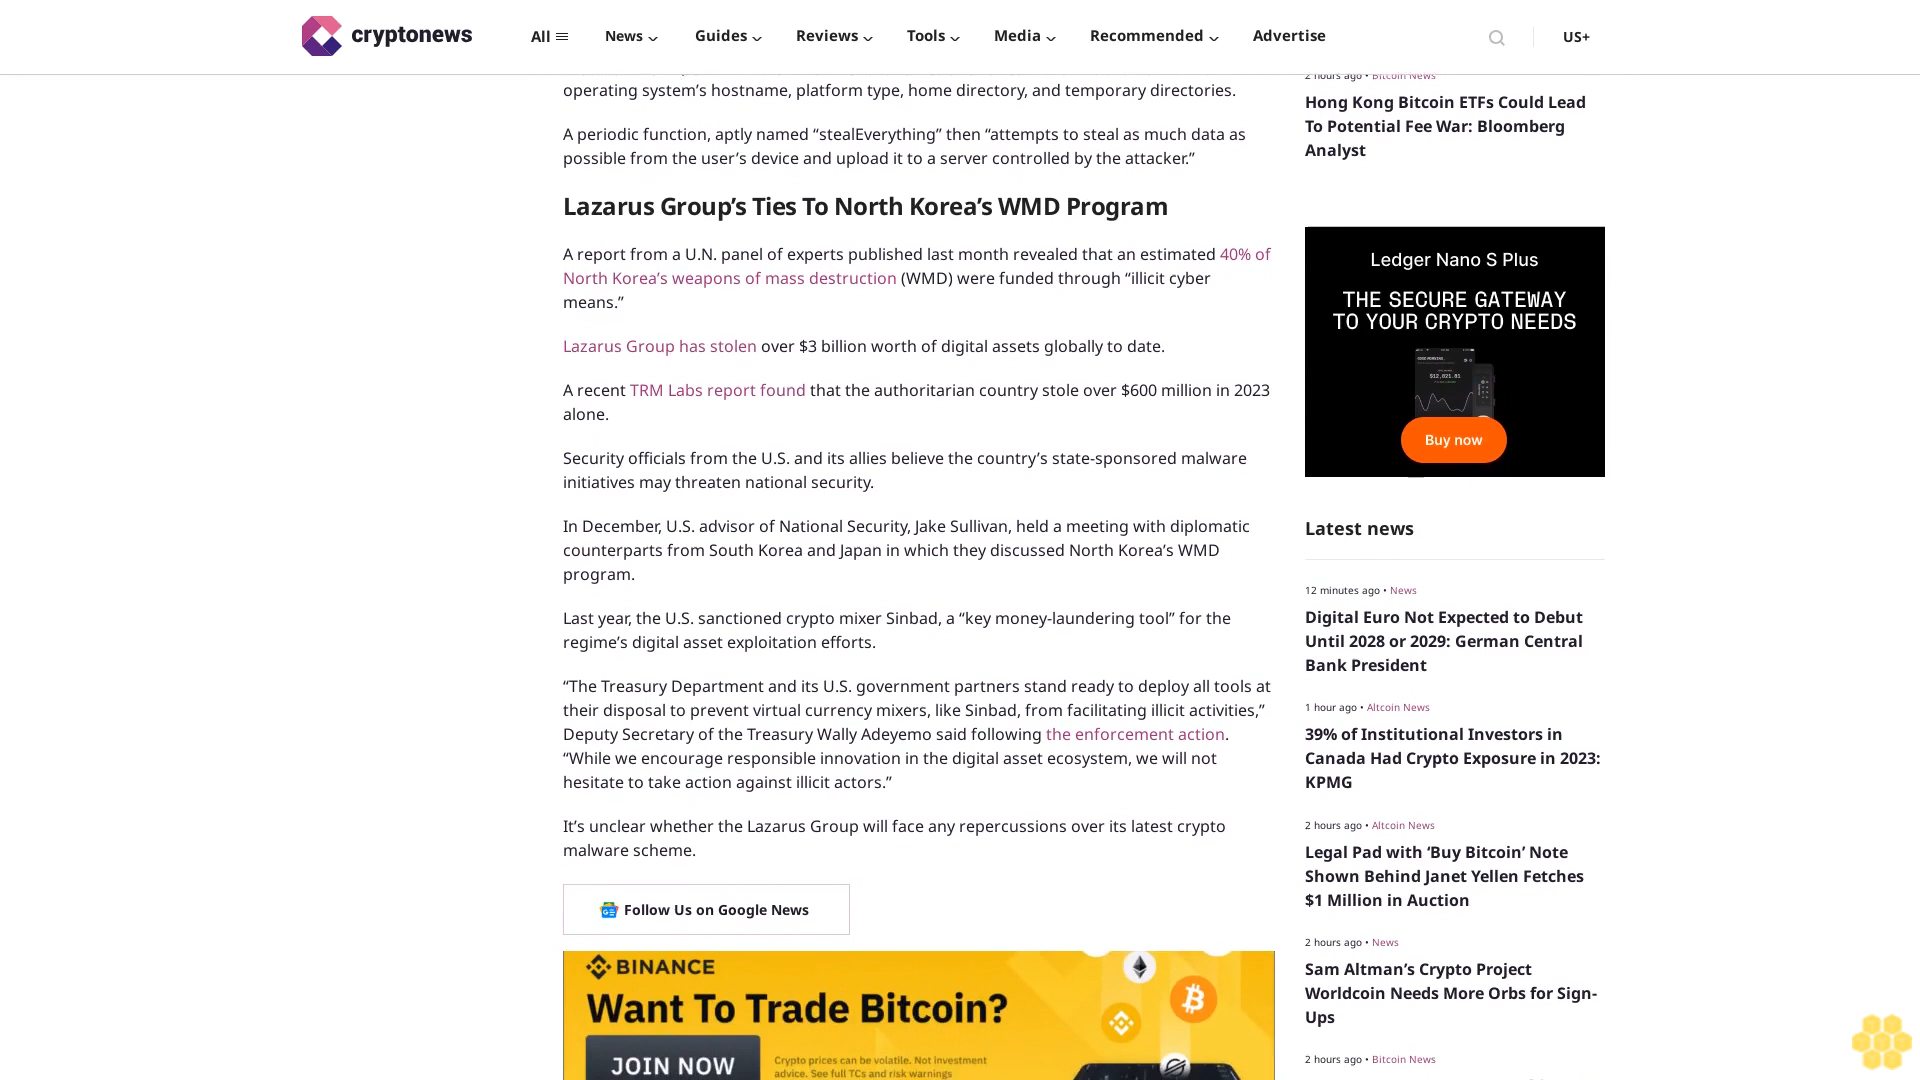 cryptonews
All
News
Guides
Reviews
Tools
Media
Recommended
Advertise
US+
operating system’s hostname, platform type, home directory, and temporary directories.
A periodic function, aptly named “stealEverything” then “attempts to steal as much data as
possible from the user’s device and upload it to a server controlled by the attacker.”
Lazarus Group’s Ties To North Korea’s WMD Program
A report from a U.N. panel of experts published last month revealed that an estimated 40% of
North Korea’s weapons of mass destruction (WMD) were funded through “illicit cyber
means.”
Lazarus Group has stolen over $3 billion worth of digital assets globally to date.
A recent TRM Labs report found that the authoritarian country stole over $600 million in 2023
alone.
Security officials from the U.S. and its allies believe the country’s state-sponsored malware
initiatives may threaten national security.
In December, U.S. advisor of National Security, Jake Sullivan, held a meeting with diplomatic
counterparts from South Korea and Japan in which they discussed North Korea’s WMD
program.
Last year, the U.S. sanctioned crypto mixer Sinbad, a “key money-laundering tool” for the
regime’s digital asset exploitation efforts.
“The Treasury Department and its U.S. government partners stand ready to deploy all tools at
their disposal to prevent virtual currency mixers, like Sinbad, from facilitating illicit activities,”
Deputy Secretary of the Treasury Wally Adeyemo said following the enforcement action.
“While we encourage responsible innovation in the digital asset ecosystem, we will not
hesitate to take action against illicit actors.”
It’s unclear whether the Lazarus Group will face any repercussions over its latest crypto
malware scheme.
Follow Us on Google News
BINANCE
Want To Trade Bitcoin?
JOIN NOW
Crypto prices can be volatile. Not investment
advice. See full TCs and risk warnings
2 hours ago • Bitcoin News
Hong Kong Bitcoin ETFs Could Lead
To Potential Fee War: Bloomberg
Analyst
Ledger Nano S Plus
THE SECURE GATEWAY
TO YOUR CRYPTO NEEDS
$12,021.81
Buy now
Latest news
12 minutes ago • News
Digital Euro Not Expected to Debut
Until 2028 or 2029: German Central
Bank President
1 hour ago • Altcoin News
39% of Institutional Investors in
Canada Had Crypto Exposure in 2023:
KPMG
2 hours ago • Altcoin News
Legal Pad with ‘Buy Bitcoin’ Note
Shown Behind Janet Yellen Fetches
$1 Million in Auction
2 hours ago • News
Sam Altman’s Crypto Project
Worldcoin Needs More Orbs for Sign-
Ups
2 hours ago • Bitcoin News